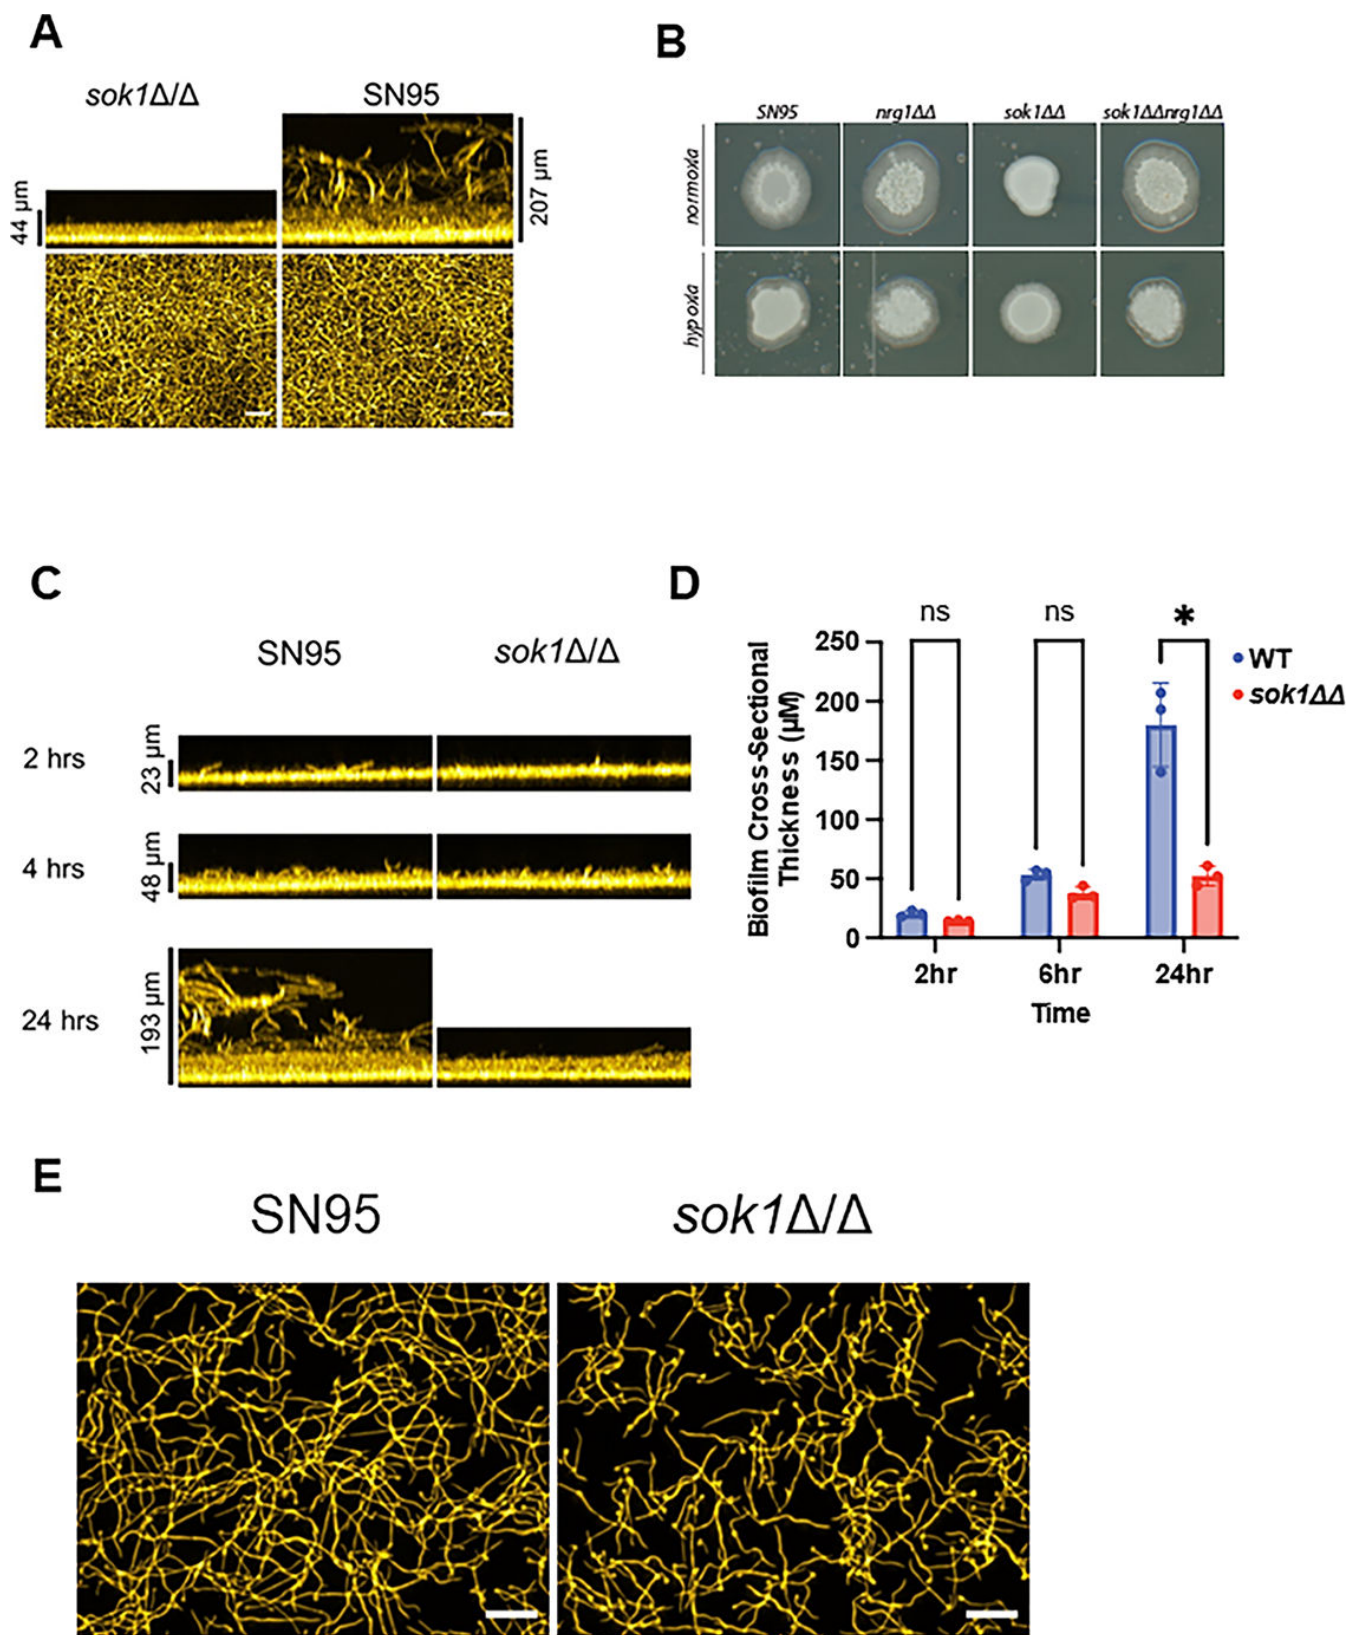 A
sok1Δ/Δ
SN95
44 µm
207 µm
B
SN95 nrg1ΔΔ sok1ΔΔ sok1ΔΔnrg1ΔΔ
normoxia
hypoxia
C
SN95
sok1Δ/Δ
2 hrs
23 µm
4 hrs
48 µm
24 hrs
193 µm
D
ns
ns
*
Biofilm Cross-Sectional
Thickness (µM)
250
200
150
100
50
0
2hr
6hr
24hr
Time
WT
sok1ΔΔ
E
SN95
sok1Δ/Δ